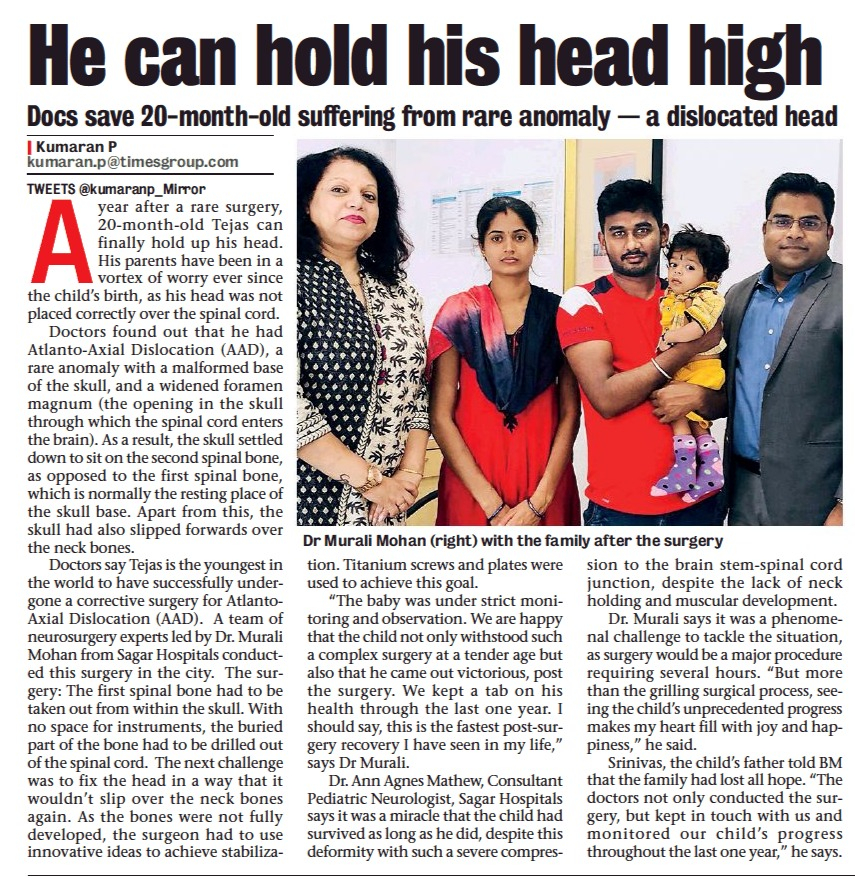 He can hold his head high
Docs save 20-month-old suffering from rare anomaly — a dislocated head
Kumaran P
kumaran.p@timesgroup.com
TWEETS @kumaranp_Mirror
A year after a rare surgery,
20-month-old Tejas can
finally hold up his head.
His parents have been in a
vortex of worry ever since
the child's birth, as his head was not
placed correctly over the spinal cord.
Doctors found out that he had
Atlanto-Axial Dislocation (AAD), a
rare anomaly with a malformed base
of the skull, and a widened foramen
magnum (the opening in the skull
through which the spinal cord enters
the brain). As a result, the skull settled
down to sit on the second spinal bone,
as opposed to the first spinal bone,
which is normally the resting place of
the skull base. Apart from this, the
skull had also slipped forwards over
the neck bones.
Doctors say Tejas is the youngest in
the world to have successfully under-
gone a corrective surgery for Atlanto-
Axial Dislocation (AAD). A team of
neurosurgery experts led by Dr. Murali
Mohan from Sagar Hospitals conduct-
ed this surgery in the city. The sur-
gery: The first spinal bone had to be
taken out from within the skull. With
no space for instruments, the buried
part of the bone had to be drilled out
of the spinal cord. The next challenge
was to fix the head in a way that it
wouldn't slip over the neck bones
again. As the bones were not fully
developed, the surgeon had to use
innovative ideas to achieve stabiliza-
Dr Murali Mohan (right) with the family after the surgery
tion. Titanium screws and plates were
used to achieve this goal.
"The baby was under strict moni-
toring and observation. We are happy
that the child not only withstood such
a complex surgery at a tender age but
also that he came out victorious, post
the surgery. We kept a tab on his
health through the last one year. I
should say, this is the fastest post-sur-
gery recovery I have seen in my life,"
says Dr Murali.
Dr. Ann Agnes Mathew, Consultant
Pediatric Neurologist, Sagar Hospitals
says it was a miracle that the child had
survived as long as he did, despite this
deformity with such a severe compres-
sion to the brain stem-spinal cord
junction, despite the lack of neck
holding and muscular development.
Dr. Murali says it was a phenome-
nal challenge to tackle the situation,
as surgery would be a major procedure
requiring several hours. "But more
than the grilling surgical process, see-
ing the child's unprecedented progress
makes my heart fill with joy and hap-
piness," he said.
Srinivas, the child's father told BM
that the family had lost all hope. "The
doctors not only conducted the sur-
gery, but kept in touch with us and
monitored our child's progress
throughout the last one year," he says.